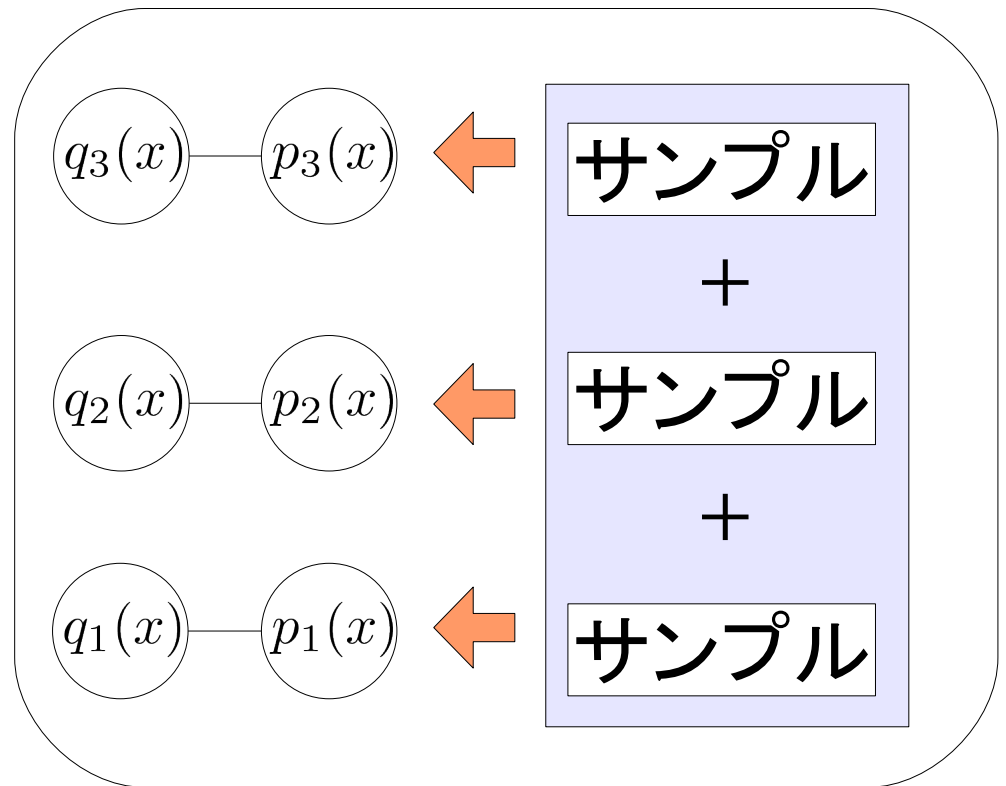 q₃(x) p₃(x) サンプル
+
q₂(x) p₂(x) サンプル
+
q₁(x) p₁(x) サンプル